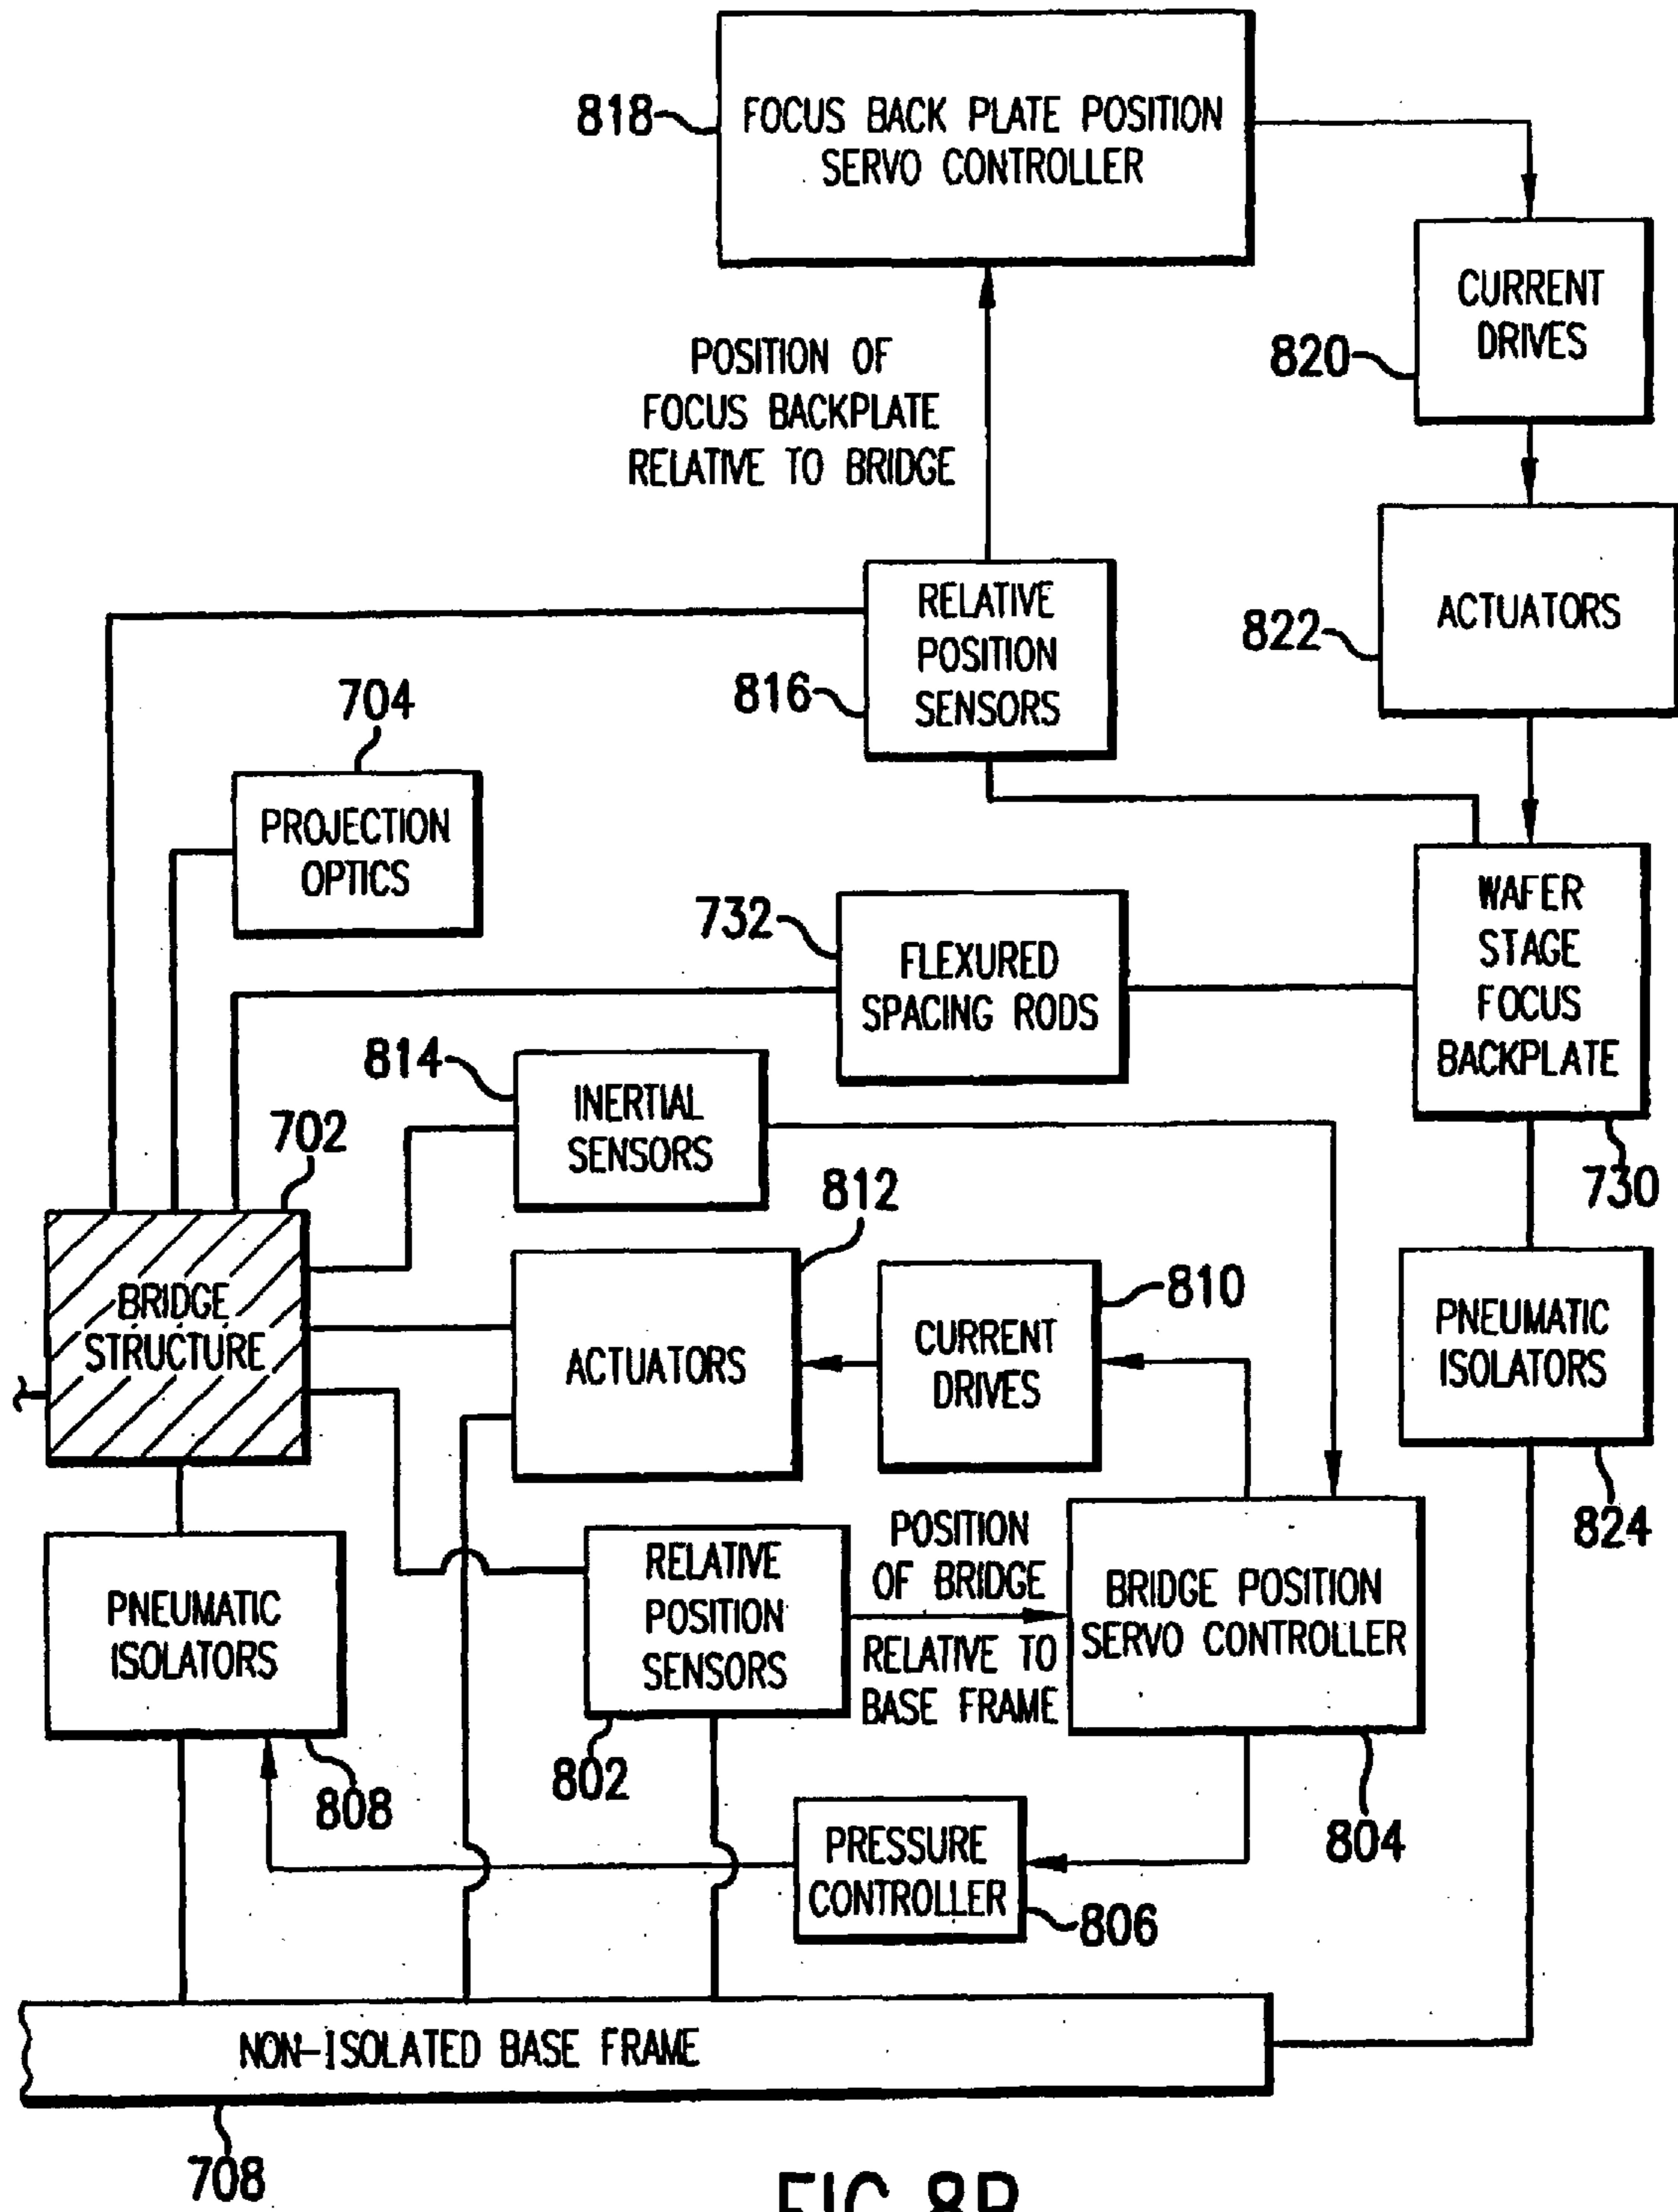 818
FOCUS BACK PLATE POSITION
SERVO CONTROLLER
CURRENT
DRIVES
820
POSITION OF
FOCUS BACKPLATE
RELATIVE TO BRIDGE
RELATIVE
POSITION
SENSORS
816
ACTUATORS
822
704
PROJECTION
OPTICS
732
FLEXURED
SPACING RODS
WAFER
STAGE
FOCUS
BACKPLATE
730
814
INERTIAL
SENSORS
702
BRIDGE
STRUCTURE
812
ACTUATORS
810
CURRENT
DRIVES
PNEUMATIC
ISOLATORS
824
PNEUMATIC
ISOLATORS
808
RELATIVE
POSITION
SENSORS
802
POSITION
OF BRIDGE
RELATIVE TO
BASE FRAME
BRIDGE POSITION
SERVO CONTROLLER
804
PRESSURE
CONTROLLER
806
NON-ISOLATED BASE FRAME
708
FIG.8B